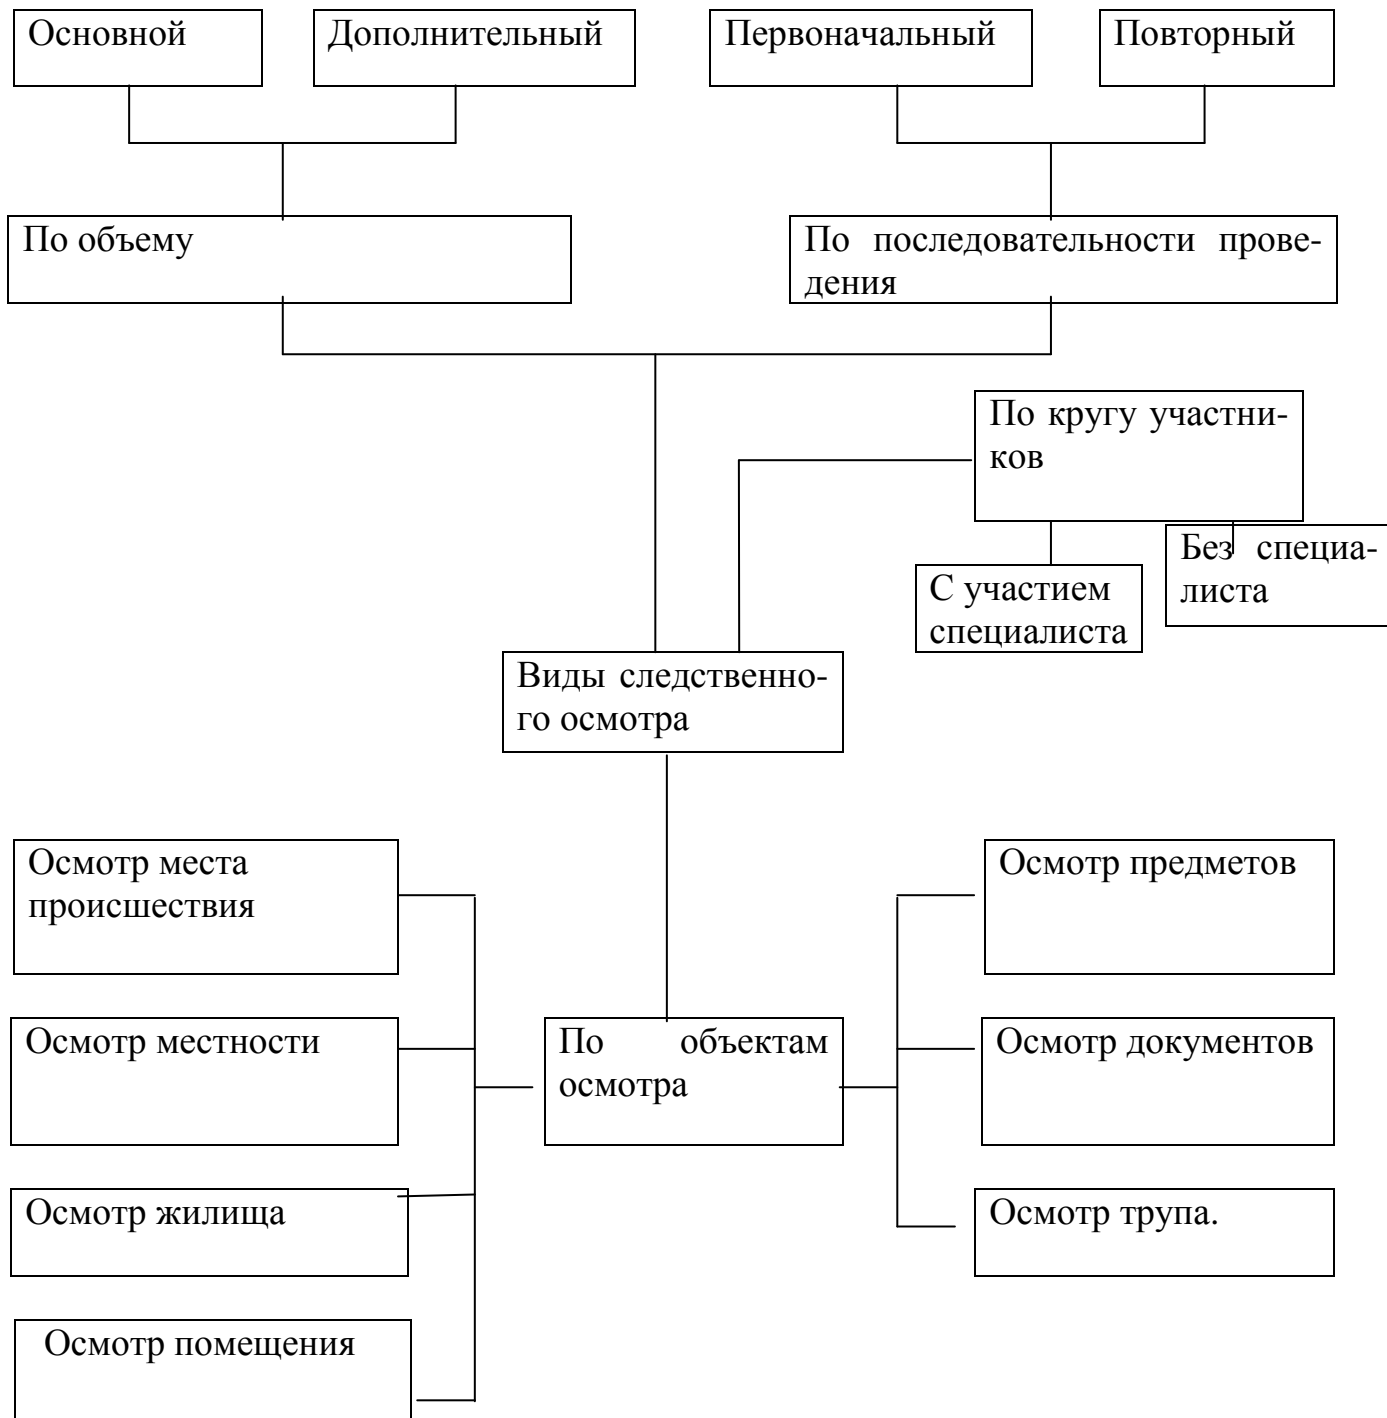 Основной
Дополнительный
Первоначальный
Повторный
По объему
По последовательности прове-
дения
По кругу участни-
ков
Без специа-
листа
С участием
специалиста
Виды следственно-
го осмотра
Осмотр места
происшествия
Осмотр предметов
Осмотр местности
По объектам
осмотра
Осмотр документов
Осмотр жилища
Осмотр трупа.
Осмотр помещения